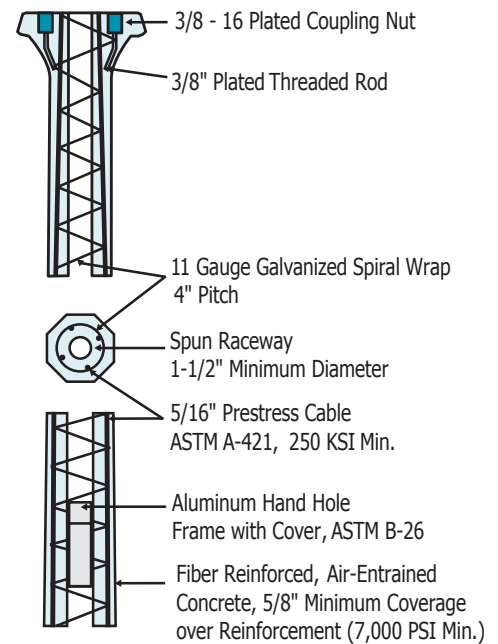 3/8 - 16 Plated Coupling Nut
3/8" Plated Threaded Rod
11 Gauge Galvanized Spiral Wrap
4" Pitch
Spun Raceway
1-1/2" Minimum Diameter
5/16" Prestress Cable
ASTM A-421, 250 KSI Min.
Aluminum Hand Hole
Frame with Cover, ASTM B-26
Fiber Reinforced, Air-Entrained
Concrete, 5/8" Minimum Coverage
over Reinforcement (7,000 PSI Min.)